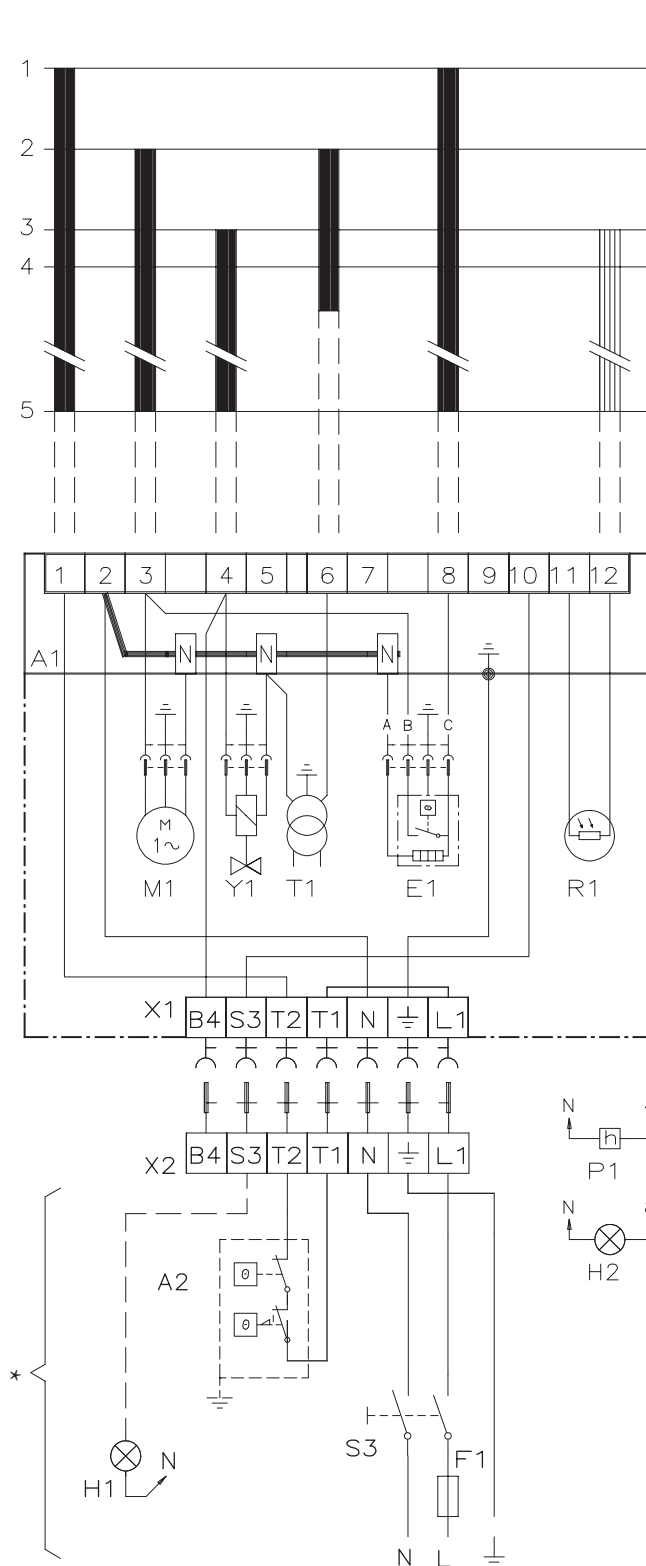 1
2
3
4
5
1 2 3 4 5 6 7 8 9 10 11 12
A1 N N N
A B C
M
1~
θ
M1 Y1 T1 E1 R1
X1 B4 S3 T2 T1 N L1
X2 B4 S3 T2 T1 N L1
N
h
P1
N
H2
A2
θ
θ
*
S3 F1
H1 N
N L